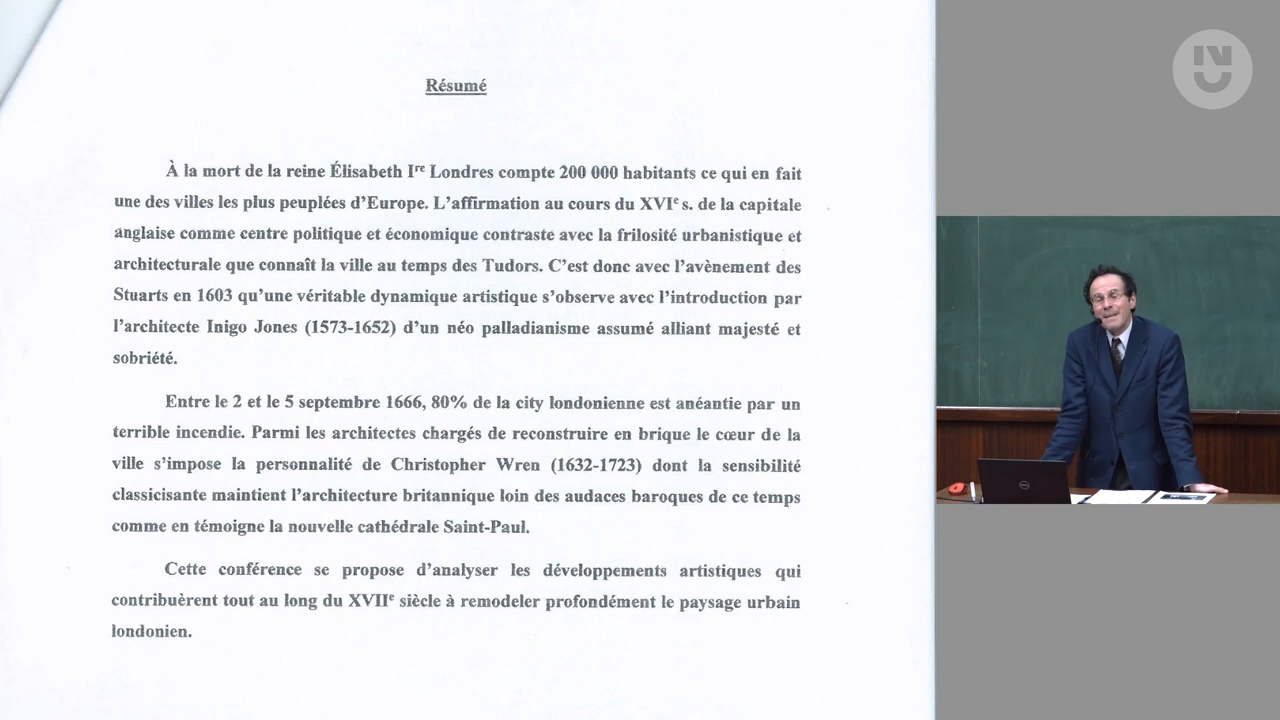 Résumé
À la mort de la reine Élisabeth Iʳᵉ Londres compte 200 000 habitants ce qui en fait
une des villes les plus peuplées d’Europe. L’affirmation au cours du XVIᵉ s. de la capitale
anglaise comme centre politique et économique contraste avec la frilosité urbanistique et
architecturale que connaît la ville au temps des Tudors. C’est donc avec l’avènement des
Stuarts en 1603 qu’une véritable dynamique artistique s’observe avec l’introduction par
l’architecte Inigo Jones (1573-1652) d’un néo palladianisme assumé alliant majesté et
sobriété.
Entre le 2 et le 5 septembre 1666, 80% de la city londonienne est anéantie par un
terrible incendie. Parmi les architectes chargés de reconstruire en brique le cœur de la
ville s’impose la personnalité de Christopher Wren (1632-1723) dont la sensibilité
classicisante maintient l’architecture britannique loin des audaces baroques de ce temps
comme en témoigne la nouvelle cathédrale Saint-Paul.
Cette conférence se propose d’analyser les développements artistiques qui
contribuèrent tout au long du XVIIᵉ siècle à remodeler profondément le paysage urbain
londonien.